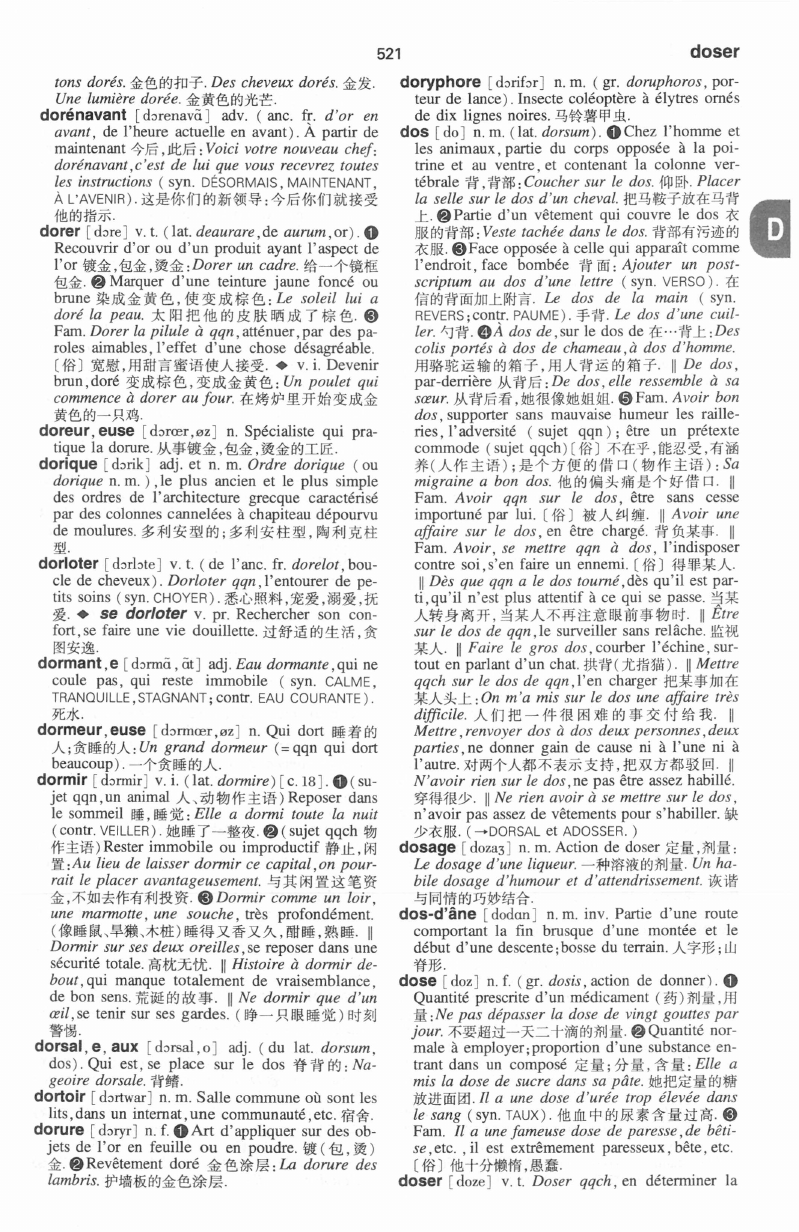 521
doser
tons dorés. 金色的扣子. Des cheveux dorés. 金发.
Une lumière dorée. 金黄色的光芒.
dorénavant [dɔrenavɑ̃] adv. (anc. fr. d'or en
avant, de l'heure actuelle en avant). À partir de
maintenant 今后,此后:Voici votre nouveau chef:
dorénavant, c'est de lui que vous recevrez toutes
les instructions (syn. DÉSORMAIS, MAINTENANT,
À L'AVENIR). 这是你们的新领导:今后你们就接受
他的指示.
dorer [dɔre] v. t. (lat. deaurare, de aurum, or). ❶
Recouvrir d'or ou d'un produit ayant l'aspect de
l'or 镀金,包金,烫金:Dorer un cadre. 给一个镜框
包金. ❷ Marquer d'une teinture jaune foncé ou
brune 染成金黄色, 使变成棕色: Le soleil lui a
doré la peau. 太阳把他的皮肤晒成了棕色. ❸
Fam. Dorer la pilule à qqn, atténuer, par des pa-
roles aimables, l'effet d'une chose désagréable.
〔俗〕宽慰,用甜言蜜语使人接受. ◆ v. i. Devenir
brun, doré 变成棕色,变成金黄色:Un poulet qui
commence à dorer au four. 在烤炉里开始变成金
黄色的一只鸡.
doreur, euse [dɔrœr, øz] n. Spécialiste qui pra-
tique la dorure. 从事镀金,包金,烫金的工匠.
dorique [dɔrik] adj. et n. m. Ordre dorique (ou
dorique n. m.), le plus ancien et le plus simple
des ordres de l'architecture grecque caractérisé
par des colonnes cannelées à chapiteau dépourvu
de moulures. 多利安型的;多利安柱型,陶利克柱
型.
dorloter [dɔrlɔte] v. t. (de l'anc. fr. dorelot, bou-
cle de cheveux). Dorloter qqn, l'entourer de pe-
tits soins (syn. CHOYER). 悉心照料,宠爱,溺爱,抚
爱. ◆ se dorloter v. pr. Rechercher son con-
fort, se faire une vie douillette. 过舒适的生活,贪
图安逸.
dormant, e [dɔrmɑ̃, ɑ̃t] adj. Eau dormante, qui ne
coule pas, qui reste immobile (syn. CALME,
TRANQUILLE, STAGNANT; contr. EAU COURANTE).
死水.
dormeur, euse [dɔrmœr, øz] n. Qui dort 睡着的
人;贪睡的人:Un grand dormeur (= qqn qui dort
beaucoup). 一个贪睡的人.
dormir [dɔrmir] v. i. (lat. dormire) [c. 18]. ❶ (su-
jet qqn, un animal 人、动物作主语) Reposer dans
le sommeil 睡,睡觉:Elle a dormi toute la nuit
(contr. VEILLER). 她睡了一整夜. ❷ (sujet qqch 物
作主语) Rester immobile ou improductif 静止,闲
置:Au lieu de laisser dormir ce capital, on pour-
rait le placer avantageusement. 与其闲置这笔资
金,不如去作有利投资. ❸ Dormir comme un loir,
une marmotte, une souche, très profondément.
(像睡鼠、旱獭、木桩)睡得又香又久,酣睡,熟睡. ‖
Dormir sur ses deux oreilles, se reposer dans une
sécurité totale. 高枕无忧. ‖ Histoire à dormir de-
bout, qui manque totalement de vraisemblance,
de bon sens. 荒诞的故事. ‖ Ne dormir que d'un
œil, se tenir sur ses gardes. (睁一只眼睡觉)时刻
警惕.
dorsal, e, aux [dɔrsal, o] adj. (du lat. dorsum,
dos). Qui est, se place sur le dos 脊背的: Na-
geoire dorsale. 背鳍.
dortoir [dɔrtwar] n. m. Salle commune où sont les
lits, dans un internat, une communauté, etc. 宿舍.
dorure [dɔryr] n. f. ❶ Art d'appliquer sur des ob-
jets de l'or en feuille ou en poudre. 镀(包,烫)
金. ❷ Revêtement doré 金色涂层: La dorure des
lambris. 护墙板的金色涂层.
doryphore [dɔrifɔr] n. m. (gr. doruphoros, por-
teur de lance). Insecte coléoptère à élytres ornés
de dix lignes noires. 马铃薯甲虫.
dos [do] n. m. (lat. dorsum). ❶ Chez l'homme et
les animaux, partie du corps opposée à la poi-
trine et au ventre, et contenant la colonne ver-
tébrale 背,背部:Coucher sur le dos. 仰卧. Placer
la selle sur le dos d'un cheval. 把马鞍子放在马背
上. ❷ Partie d'un vêtement qui couvre le dos 衣
服的背部:Veste tachée dans le dos. 背部有污迹的
衣服. ❸ Face opposée à celle qui apparaît comme
l'endroit, face bombée 背面: Ajouter un post-
scriptum au dos d'une lettre (syn. VERSO). 在
信的背面加上附言. Le dos de la main (syn.
REVERS; contr. PAUME). 手背. Le dos d'une cuil-
ler. 勺背. ❹ À dos de, sur le dos de 在…背上:Des
colis portés à dos de chameau, à dos d'homme.
用骆驼运输的箱子,用人背运的箱子. ‖ De dos,
par-derrière 从背后: De dos, elle ressemble à sa
sœur. 从背后看,她很像她姐姐. ❺ Fam. Avoir bon
dos, supporter sans mauvaise humeur les raille-
ries, l'adversité (sujet qqn); être un prétexte
commode (sujet qqch)〔俗〕不在乎,能忍受,有涵
养(人作主语);是个方便的借口(物作主语): Sa
migraine a bon dos. 他的偏头痛是个好借口. ‖
Fam. Avoir qqn sur le dos, être sans cesse
importuné par lui.〔俗〕被人纠缠. ‖ Avoir une
affaire sur le dos, en être chargé. 背负某事. ‖
Fam. Avoir, se mettre qqn à dos, l'indisposer
contre soi, s'en faire un ennemi.〔俗〕得罪某人.
‖ Dès que qqn a le dos tourné, dès qu'il est par-
ti, qu'il n'est plus attentif à ce qui se passe. 当某
人转身离开,当某人不再注意眼前事物时. ‖ Être
sur le dos de qqn, le surveiller sans relâche. 监视
某人. ‖ Faire le gros dos, courber l'échine, sur-
tout en parlant d'un chat. 拱背(尤指猫). ‖ Mettre
qqch sur le dos de qqn, l'en charger 把某事加在
某人头上:On m'a mis sur le dos une affaire très
difficile. 人们把一件很困难的事交付给我. ‖
Mettre, renvoyer dos à dos deux personnes, deux
parties, ne donner gain de cause ni à l'une ni à
l'autre. 对两个人都不表示支持,把双方都驳回. ‖
N'avoir rien sur le dos, ne pas être assez habillé.
穿得很少. ‖ Ne rien avoir à se mettre sur le dos,
n'avoir pas assez de vêtements pour s'habiller. 缺
少衣服. (→DORSAL et ADOSSER.)
dosage [dozaʒ] n. m. Action de doser 定量,剂量:
Le dosage d'une liqueur. 一种溶液的剂量. Un ha-
bile dosage d'humour et d'attendrissement. 诙谐
与同情的巧妙结合.
dos-d'âne [dodɑn] n. m. inv. Partie d'une route
comportant la fin brusque d'une montée et le
début d'une descente; bosse du terrain. 人字形;山
脊形.
dose [doz] n. f. (gr. dosis, action de donner). ❶
Quantité prescrite d'un médicament (药)剂量,用
量:Ne pas dépasser la dose de vingt gouttes par
jour. 不要超过一天二十滴的剂量. ❷ Quantité nor-
male à employer; proportion d'une substance en-
trant dans un composé 定量;分量,含量: Elle a
mis la dose de sucre dans sa pâte. 她把定量的糖
放进面团. Il a une dose d'urée trop élevée dans
le sang (syn. TAUX). 他血中的尿素含量过高. ❸
Fam. Il a une fameuse dose de paresse, de bêti-
se, etc., il est extrêmement paresseux, bête, etc.
〔俗〕他十分懒惰,愚蠢.
doser [doze] v. t. Doser qqch, en déterminer la
D